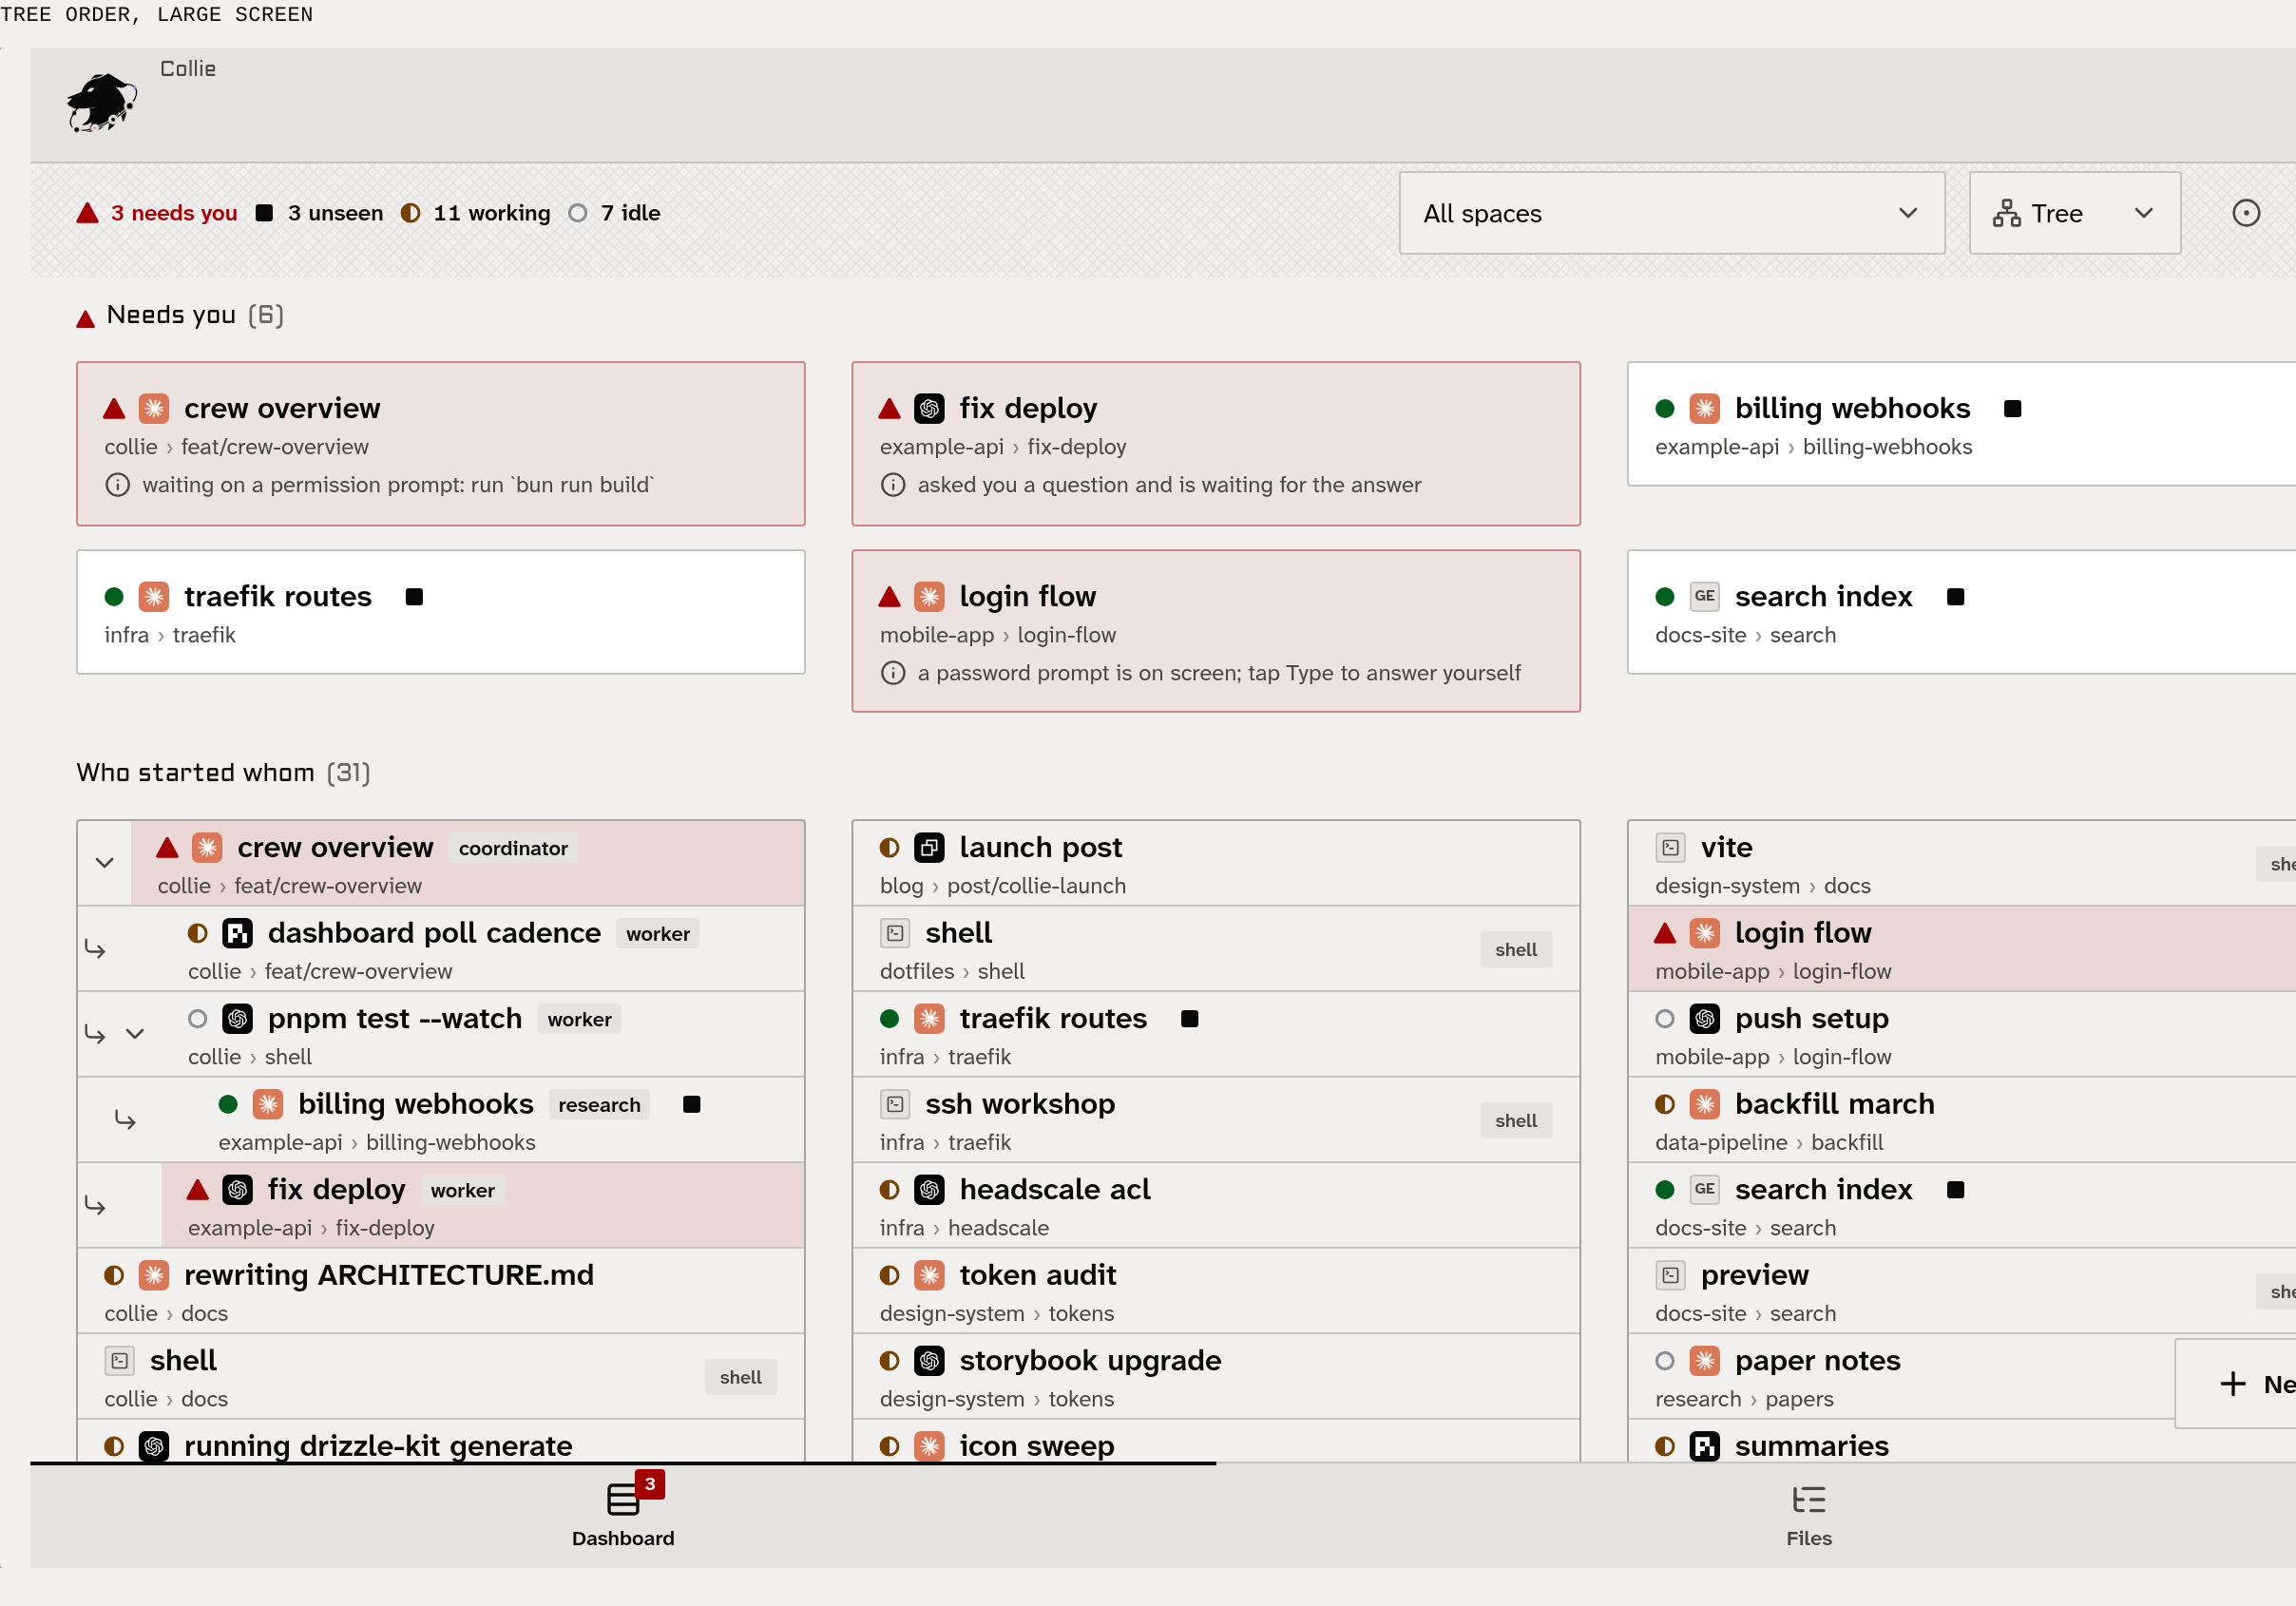 TREE ORDER, LARGE SCREEN
Collie
3 needs you 3 unseen 11 working 7 idle
All spaces
Tree
Needs you (6)
crew overview
collie › feat/crew-overview
waiting on a permission prompt: run `bun run build`
fix deploy
example-api › fix-deploy
asked you a question and is waiting for the answer
billing webhooks
example-api › billing-webhooks
traefik routes
infra › traefik
login flow
mobile-app › login-flow
a password prompt is on screen; tap Type to answer yourself
GE search index
docs-site › search
Who started whom (31)
crew overview coordinator
collie › feat/crew-overview
dashboard poll cadence worker
collie › feat/crew-overview
pnpm test --watch worker
collie › shell
billing webhooks research
example-api › billing-webhooks
fix deploy worker
example-api › fix-deploy
rewriting ARCHITECTURE.md
collie › docs
shell shell
collie › docs
running drizzle-kit generate
launch post
blog › post/collie-launch
shell shell
dotfiles › shell
traefik routes
infra › traefik
ssh workshop shell
infra › traefik
headscale acl
infra › headscale
token audit
design-system › tokens
storybook upgrade
design-system › tokens
icon sweep
vite
design-system › docs
login flow
mobile-app › login-flow
push setup
mobile-app › login-flow
backfill march
data-pipeline › backfill
GE search index
docs-site › search
preview
docs-site › search
paper notes
research › papers
summaries
3
Dashboard
Files